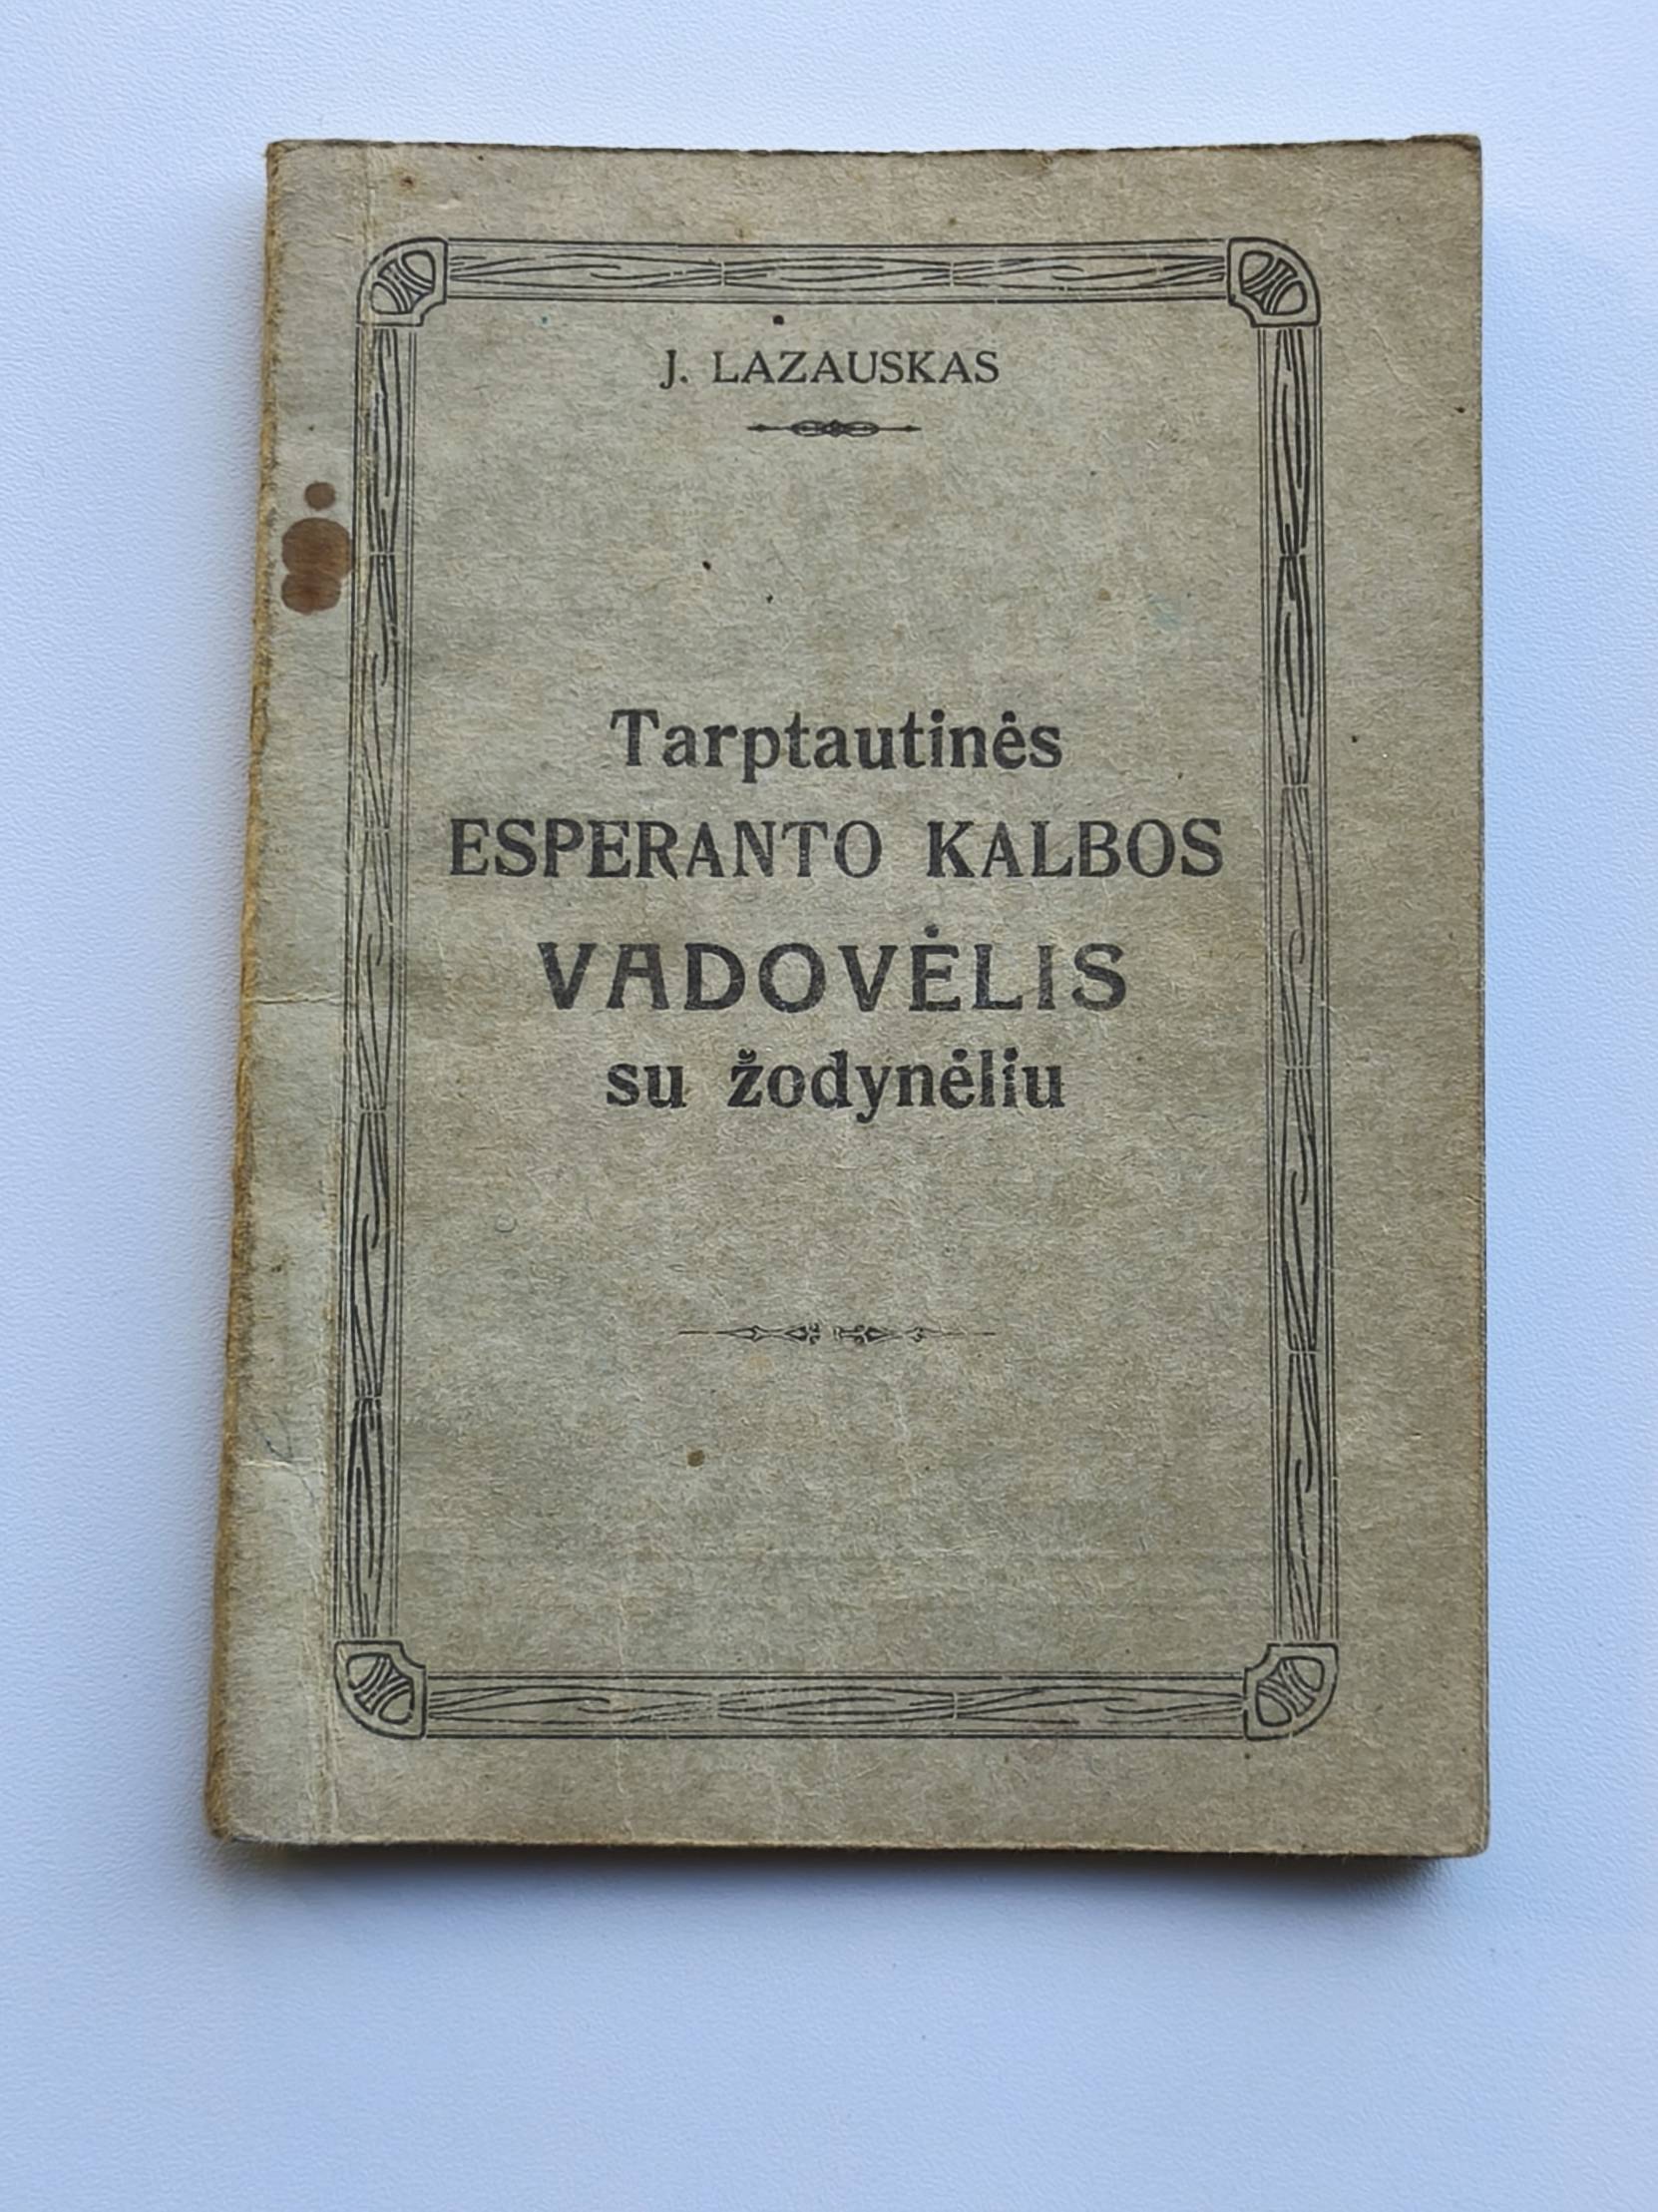 J. LAZAUSKAS
Tarptautinės
ESPERANTO KALBOS
VADOVĖLIS
su žodynėliu